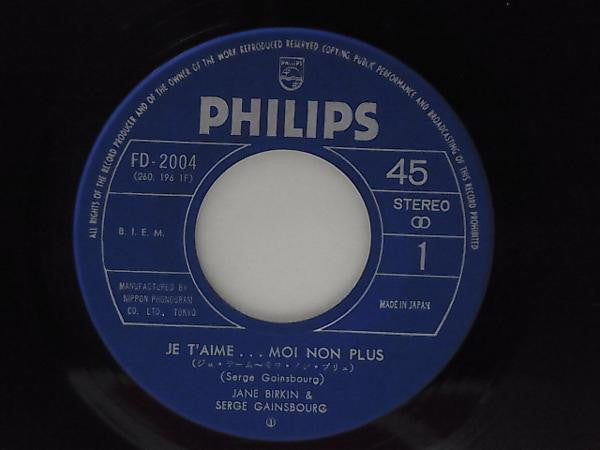 ALL RIGHTS OF THE RECORD PRODUCER AND OF THE OWNER OF THE WORK REPRODUCED RESERVED COPYING, PUBLIC PERFORMANCE AND BROADCASTING OF THIS RECORD PROHIBITED
PHILIPS
PHILIPS
FD-2004
(260. 196 1F)
45
STEREO
B. I. E. M.
1
MANUFACTURED BY
NIPPON PHONOGRAM
CO. LTD., TOKYO
MADE IN JAPAN
JE T'AIME... MOI NON PLUS
(ジュ・テーム～モワ・ノン・プリュ)
(Serge Gainsbourg)
JANE BIRKIN &
SERGE GAINSBOURG